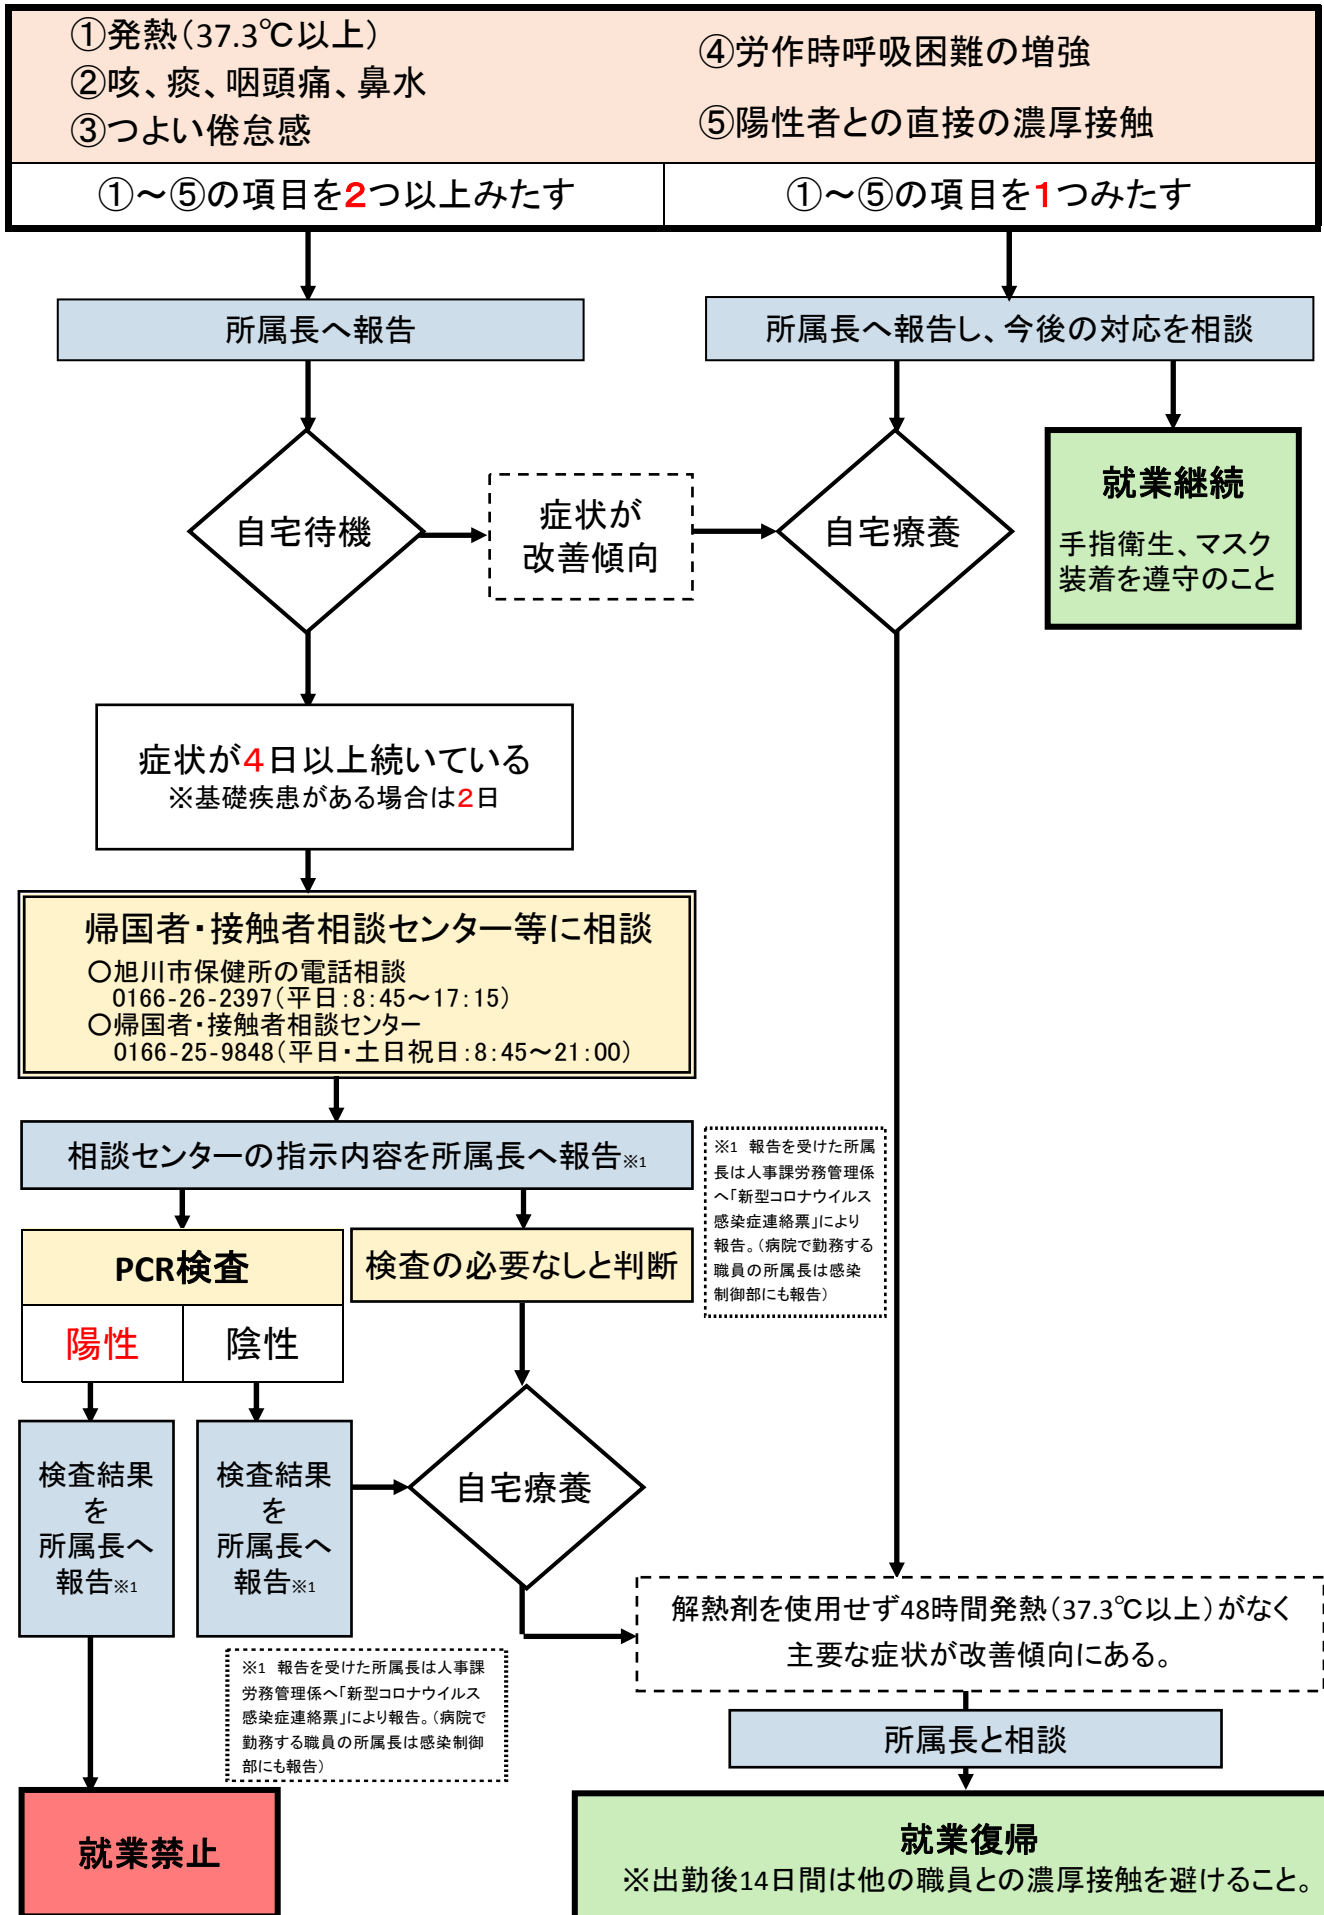 ①発熱(37.3℃以上)
②咳、痰、咽頭痛、鼻水
③つよい倦怠感
④労作時呼吸困難の増強
⑤陽性者との直接の濃厚接触
①～⑤の項目を2つ以上みたす
①～⑤の項目を1つみたす
所属長へ報告
所属長へ報告し、今後の対応を相談
自宅待機
症状が
改善傾向
自宅療養
就業継続
手指衛生、マスク
装着を遵守のこと
症状が4日以上続いている
※基礎疾患がある場合は2日
帰国者・接触者相談センター等に相談
○旭川市保健所の電話相談
0166-26-2397(平日:8:45～17:15)
○帰国者・接触者相談センター
0166-25-9848(平日・土日祝日:8:45～21:00)
相談センターの指示内容を所属長へ報告※1
※1 報告を受けた所属
長は人事課労務管理係
へ「新型コロナウイルス
感染症連絡票」により
報告。(病院で勤務する
職員の所属長は感染
制御部にも報告)
PCR検査
陽性
陰性
検査の必要なしと判断
検査結果
を
所属長へ
報告※1
検査結果
を
所属長へ
報告※1
自宅療養
解熱剤を使用せず48時間発熱(37.3℃以上)がなく
主要な症状が改善傾向にある。
※1 報告を受けた所属長は人事課
労務管理係へ「新型コロナウイルス
感染症連絡票」により報告。(病院で
勤務する職員の所属長は感染制御
部にも報告)
所属長と相談
就業禁止
就業復帰
※出勤後14日間は他の職員との濃厚接触を避けること。